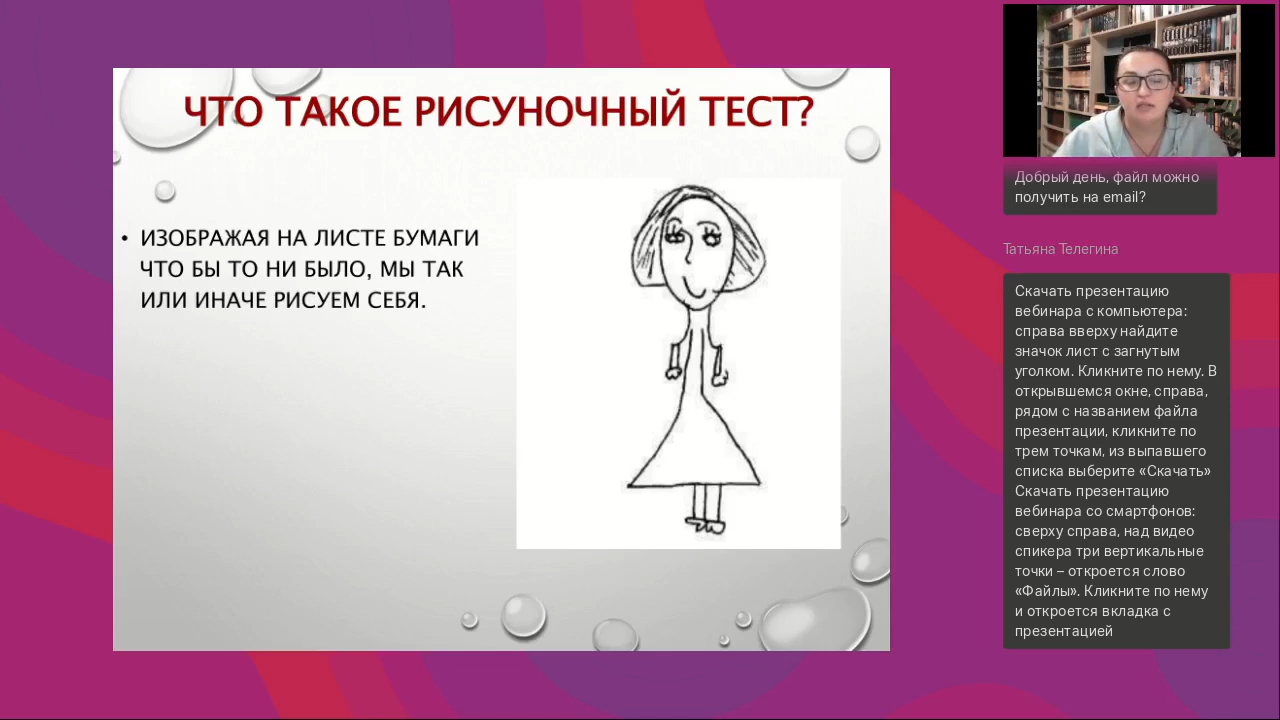 ЧТО ТАКОЕ РИСУНОЧНЫЙ ТЕСТ?
• ИЗОБРАЖАЯ НА ЛИСТЕ БУМАГИ
ЧТО БЫ ТО НИ БЫЛО, МЫ ТАК
ИЛИ ИНАЧЕ РИСУЕМ СЕБЯ.
Добрый день, файл можно
получить на email?
Татьяна Телегина
Скачать презентацию
вебинара с компьютера:
справа вверху найдите
значок лист с загнутым
уголком. Кликните по нему. В
открывшемся окне, справа,
рядом с названием файла
презентации, кликните по
трем точкам, из выпавшего
списка выберите «Скачать»
Скачать презентацию
вебинара со смартфонов:
сверху справа, над видео
спикера три вертикальные
точки – откроется слово
«Файлы». Кликните по нему
и откроется вкладка с
презентацией